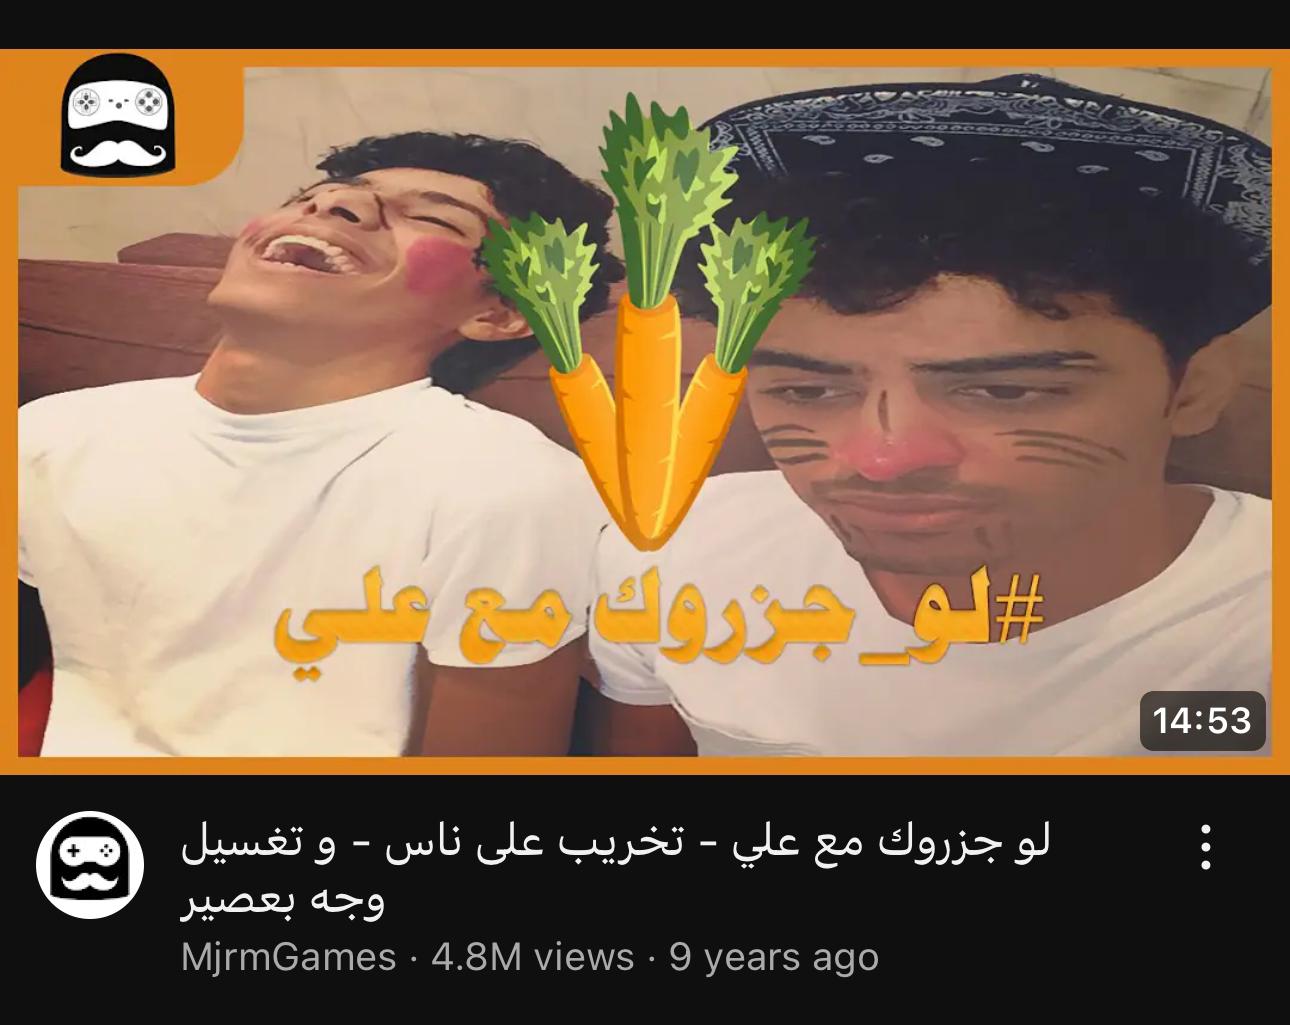 #لو_جزروك مع علي
14:53
لو جزروك مع علي - تخريب على ناس - و تغسيل
وجه بعصير
MjrmGames · 4.8M views · 9 years ago